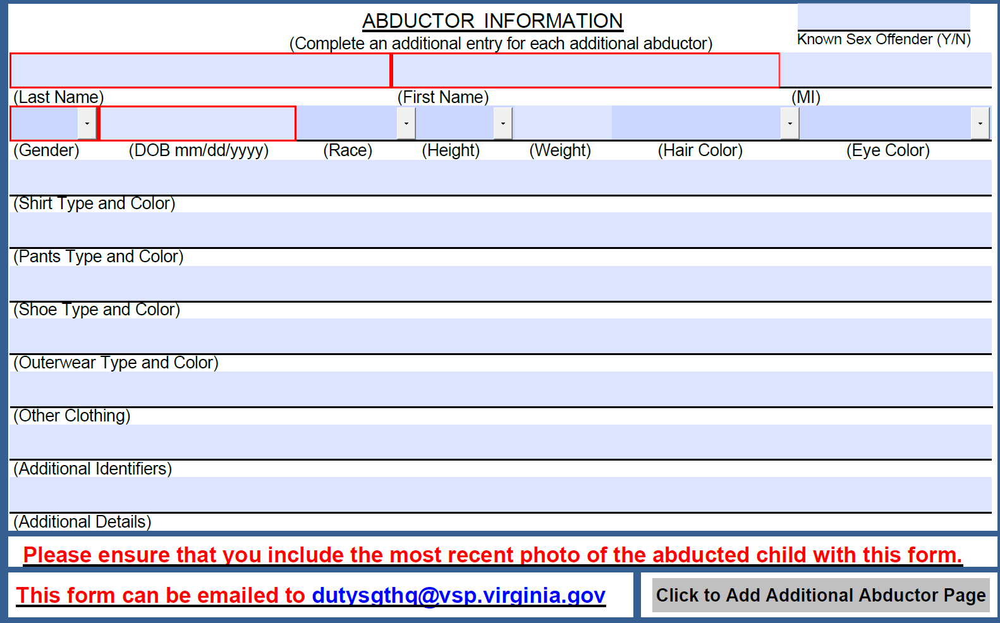 ABDUCTOR INFORMATION
(Complete an additional entry for each additional abductor)
Known Sex Offender (Y/N)
(Last Name) (First Name) (MI)
(Gender) (DOB mm/dd/yyyy) (Race) (Height) (Weight) (Hair Color) (Eye Color)
(Shirt Type and Color)
(Pants Type and Color)
(Shoe Type and Color)
(Outerwear Type and Color)
(Other Clothing)
(Additional Identifiers)
(Additional Details)
Please ensure that you include the most recent photo of the abducted child with this form.
This form can be emailed to dutysgthq@vsp.virginia.gov
Click to Add Additional Abductor Page